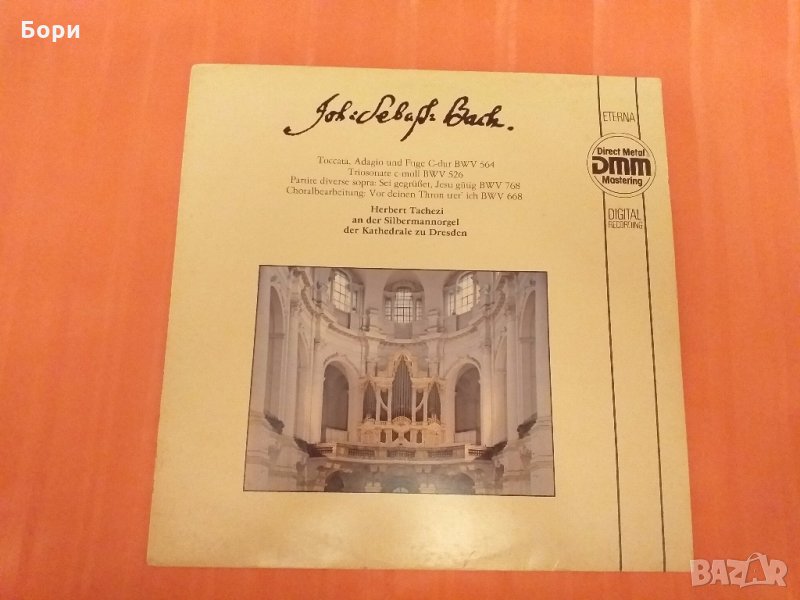 Бори
Joh: Sebast: Bach.
Toccata, Adagio und Fuge C-dur BWV 564
Triosonate c-moll BWV 526
Partite diverse sopra: Sei gegrüßet, Jesu gütig BWV 768
Choralbearbeitung: Vor deinen Thron tret' ich BWV 668
Herbert Tachezi
an der Silbermannorgel
der Kathedrale zu Dresden
ETERNA
Direct Metal
DMM
Mastering
DIGITAL
RECORDING
BAZAR